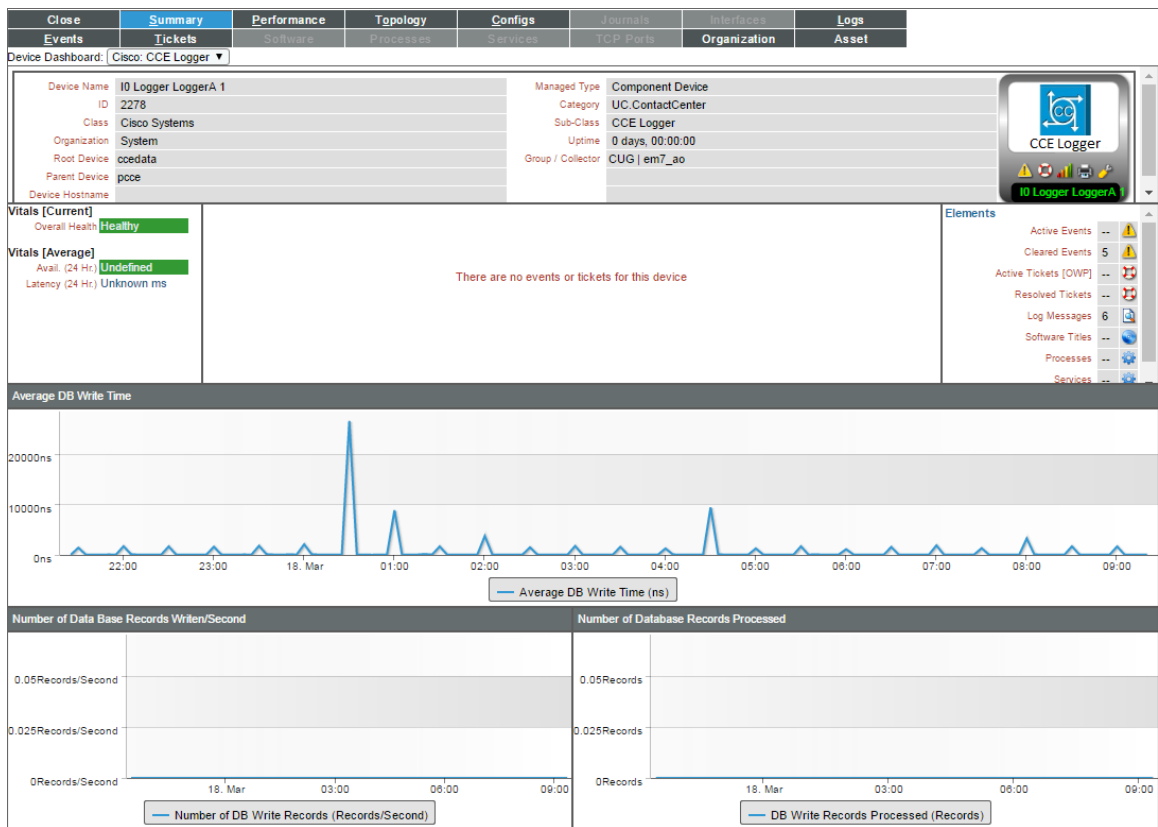 Close Summary Performance Topology Configs Journals Interfaces Logs
Events Tickets Software Processes Services TCP Ports Organization Asset
Device Dashboard: Cisco: CCE Logger ▼
Device Name I0 Logger LoggerA 1 Managed Type Component Device
ID 2278 Category UC.ContactCenter
Class Cisco Systems Sub-Class CCE Logger
Organization System Uptime 0 days, 00:00:00
Root Device ccedata Group / Collector CUG | em7_ao
Parent Device pcce
Device Hostname
CC
CCE Logger
I0 Logger LoggerA 1
Vitals [Current]
Overall Health Healthy
Vitals [Average]
Avail. (24 Hr.) Undefined
Latency (24 Hr.) Unknown ms
There are no events or tickets for this device
Elements
Active Events --
Cleared Events 5
Active Tickets [OWP] --
Resolved Tickets --
Log Messages 6
Software Titles --
Processes --
Services --
Average DB Write Time
20000ns
10000ns
0ns
22:00 23:00 18. Mar 01:00 02:00 03:00 04:00 05:00 06:00 07:00 08:00 09:00
Average DB Write Time (ns)
Number of Data Base Records Writen/Second
0.05Records/Second
0.025Records/Second
0Records/Second
18. Mar 03:00 06:00 09:00
Number of DB Write Records (Records/Second)
Number of Database Records Processed
0.05Records
0.025Records
0Records
18. Mar 03:00 06:00 09:00
DB Write Records Processed (Records)